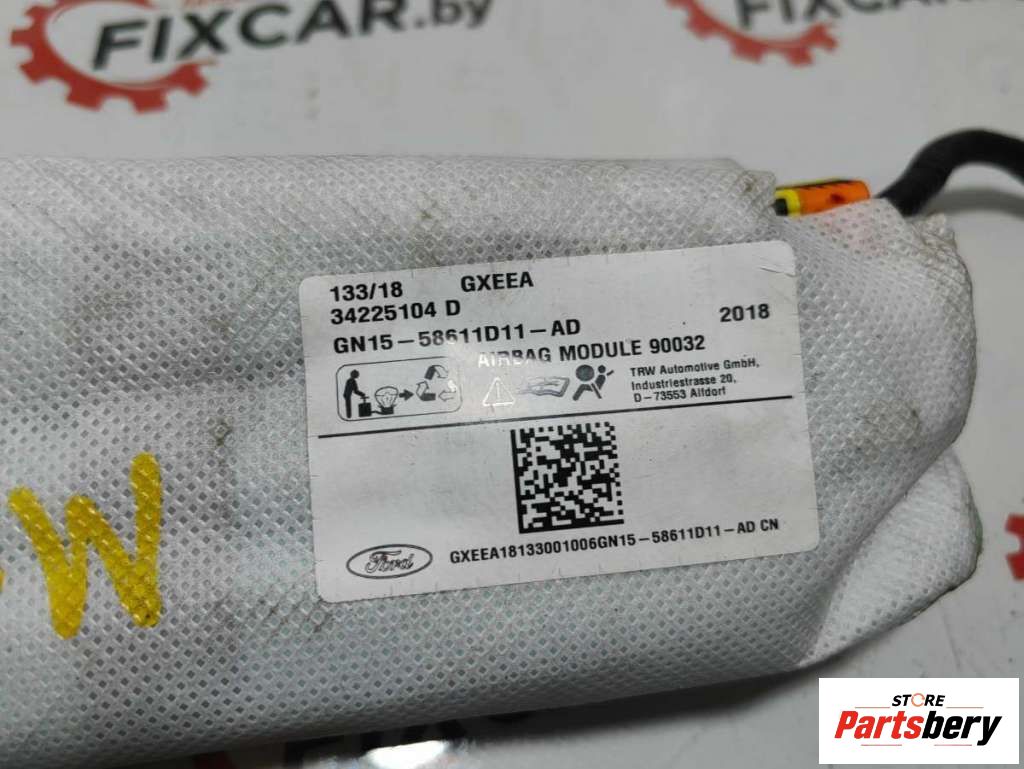 FIXCAR.by
133/18 GXEEA
34225104 D
GN15-58611D11-AD 2018
AIRBAG MODULE 90032
TRW Automotive GmbH,
Industriestrasse 20,
D-73553 Alfdorf
Ford
GXEEA18133001006GN15-58611D11-AD CN
W
STORE
Partsbery